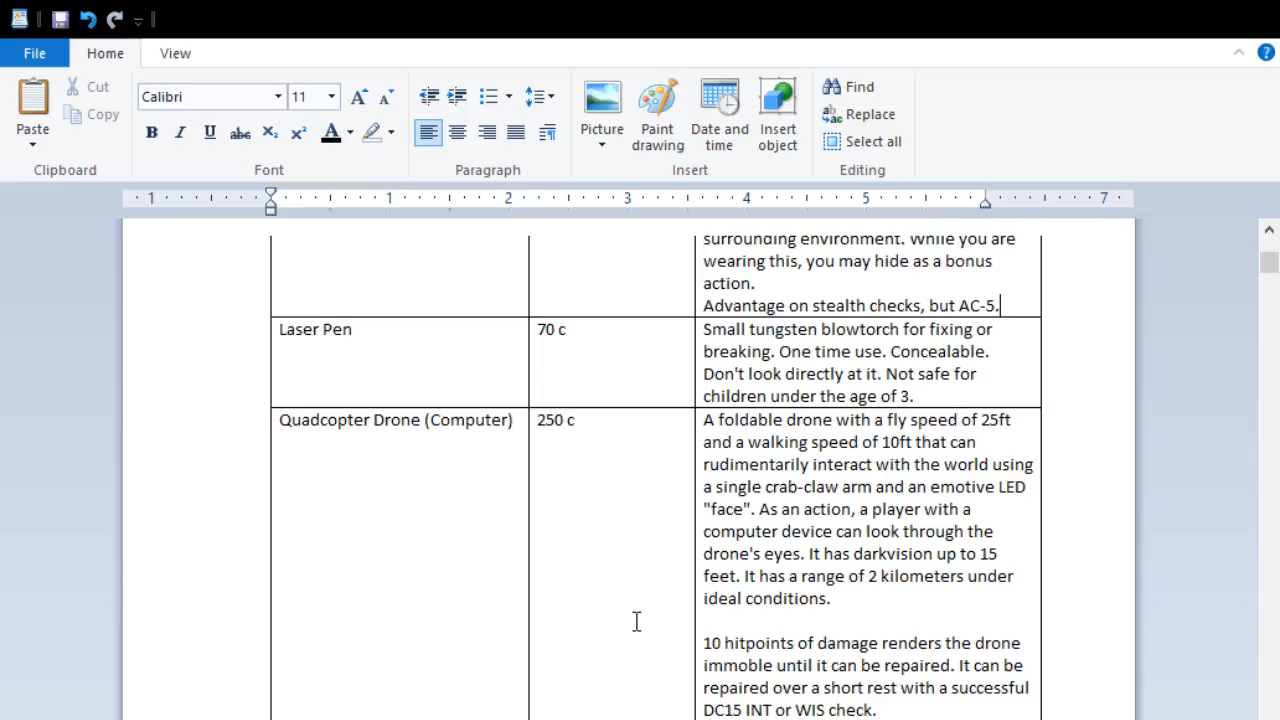 File
Home
View
Paste
Cut
Copy
Clipboard
Calibri
11
B
I
U
abc
X₂
X²
A
Font
Paragraph
Picture
Paint
drawing
Date and
time
Insert
object
Insert
Find
Replace
Select all
Editing
1 1 2 3 4 5 7
surrounding environment. While you are
wearing this, you may hide as a bonus
action.
Advantage on stealth checks, but AC-5.
Laser Pen
70 c
Small tungsten blowtorch for fixing or
breaking. One time use. Concealable.
Don't look directly at it. Not safe for
children under the age of 3.
Quadcopter Drone (Computer)
250 c
A foldable drone with a fly speed of 25ft
and a walking speed of 10ft that can
rudimentarily interact with the world using
a single crab-claw arm and an emotive LED
"face". As an action, a player with a
computer device can look through the
drone's eyes. It has darkvision up to 15
feet. It has a range of 2 kilometers under
ideal conditions.
10 hitpoints of damage renders the drone
immoble until it can be repaired. It can be
repaired over a short rest with a successful
DC15 INT or WIS check.